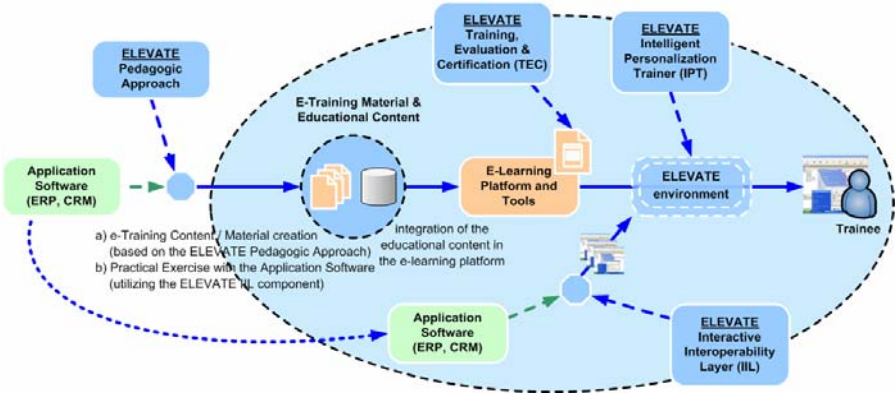 ELEVATE
Pedagogic
Approach
ELEVATE
Training,
Evaluation &
Certification (TEC)
ELEVATE
Intelligent
Personalization
Trainer (IPT)
E-Training Material &
Educational Content
Application
Software
(ERP, CRM)
E-Learning
Platform and
Tools
ELEVATE
environment
Trainee
a) e-Training Content / Material creation
(based on the ELEVATE Pedagogic Approach)
b) Practical Exercise with the Application Software
(utilizing the ELEVATE IIL component)
integration of the
educational content in
the e-learning platform
Application
Software
(ERP, CRM)
ELEVATE
Interactive
Interoperability
Layer (IIL)